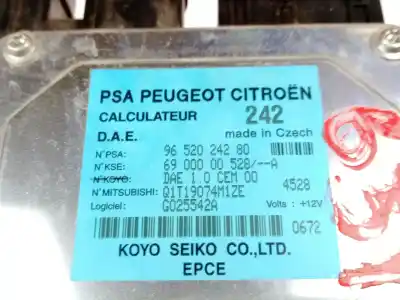 PSA PEUGEOT CITROËN
CALCULATEUR 242
D.A.E. made in Czech
N°PSA: 96 520 242 80
N°KSE: 69 000 00 528/--A
N°KOYO: DAE 1.0 CEM 00
N°MITSUBISHI: Q1T19074M1ZE 4528
Logiciel: G025542A Volts : +12V
0672
KOYO SEIKO CO.,LTD.
EPCE